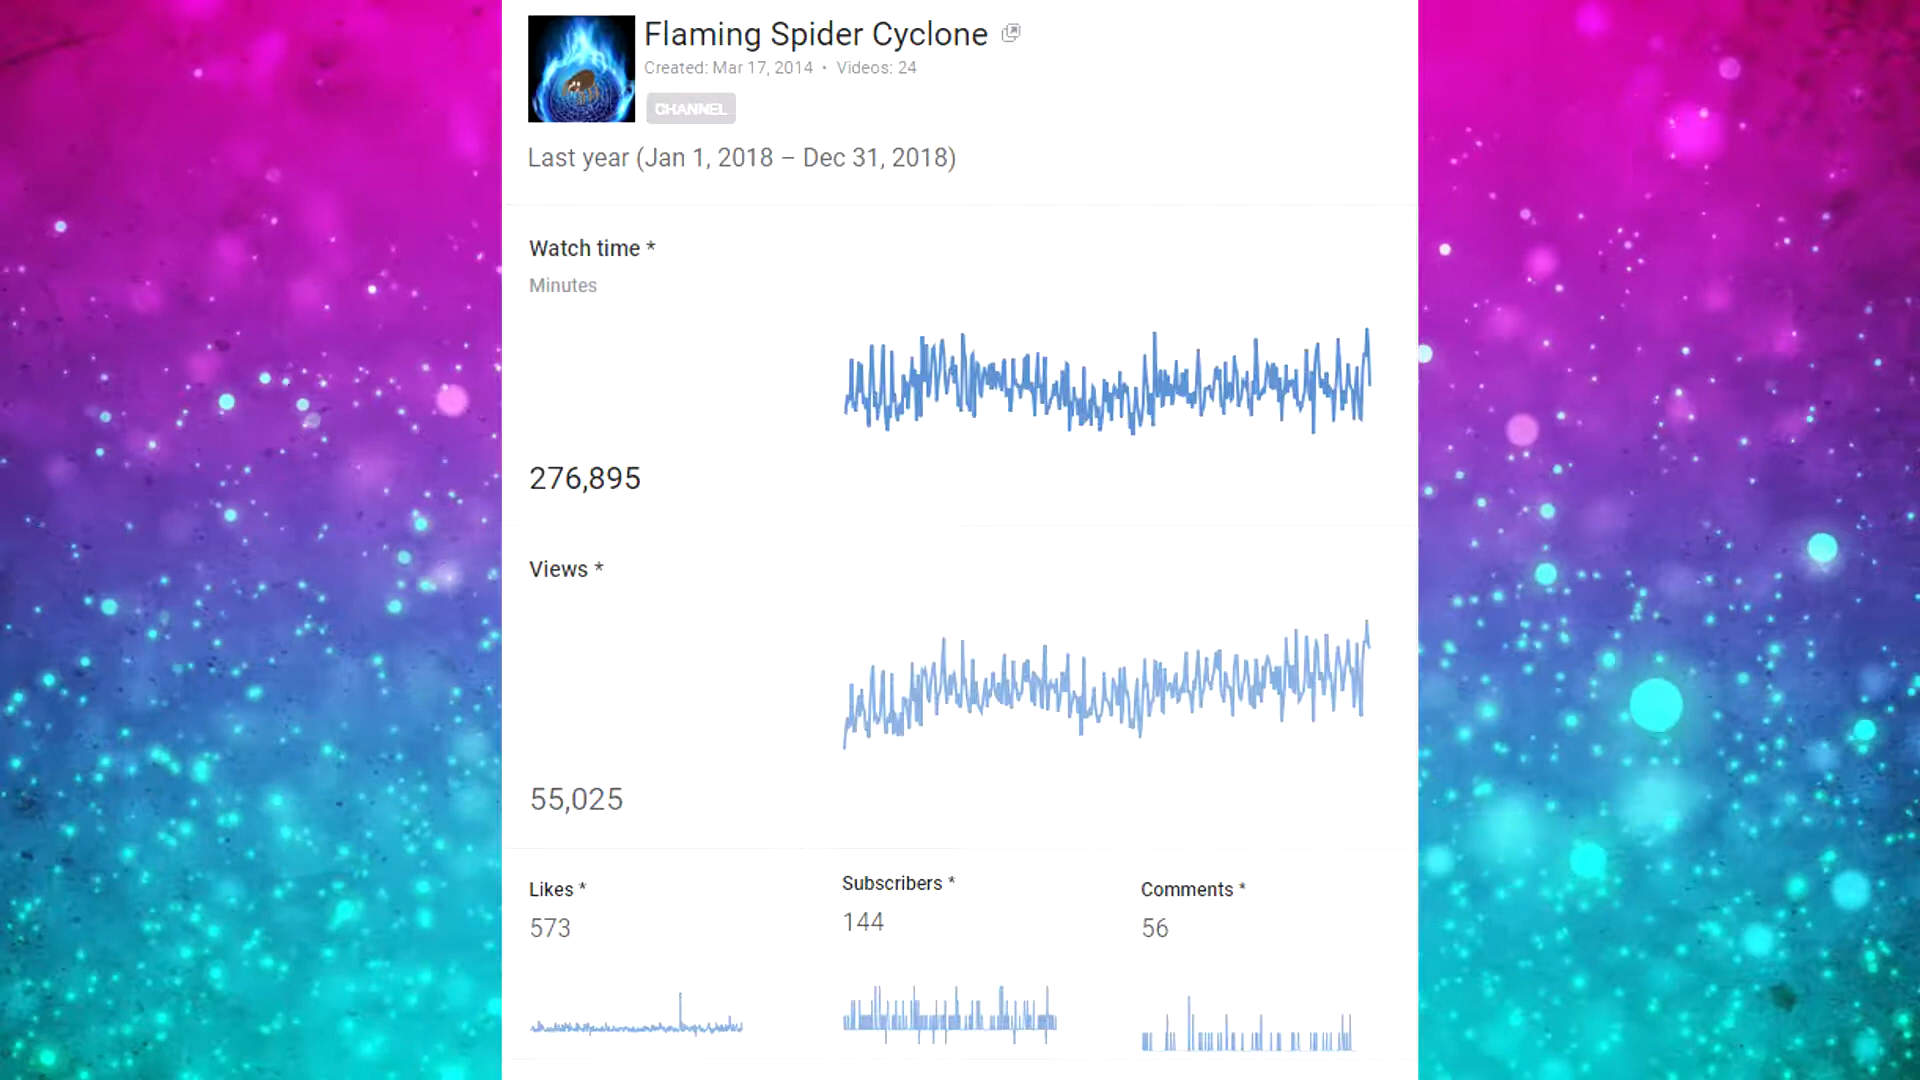 Flaming Spider Cyclone
Created: Mar 17, 2014 • Videos: 24
CHANNEL
Last year (Jan 1, 2018 – Dec 31, 2018)
Watch time *
Minutes
276,895
Views *
55,025
Likes *
573
Subscribers *
144
Comments *
56